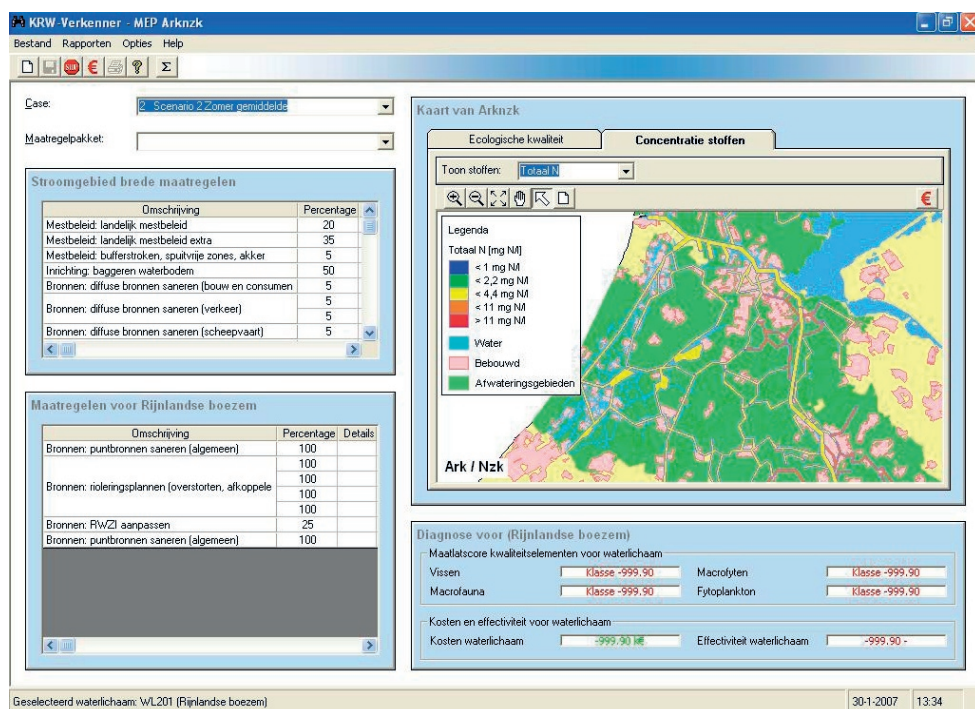 KRW-Verkenner - MEP Arknzk
Bestand Rapporten Opties Help
Case: 2 Scenario 2 Zomer gemiddelde
Maatregelpakket:
Stroomgebied brede maatregelen
Omschrijving Percentage
Mestbeleid: landelijk mestbeleid 20
Mestbeleid: landelijk mestbeleid extra 35
Mestbeleid: bufferstroken, spuitvrije zones, akker 5
Inrichting: baggeren waterbodem 50
Bronnen: diffuse bronnen saneren (bouw en consumen 5
Bronnen: diffuse bronnen saneren (verkeer) 5
5
Bronnen: diffuse bronnen saneren (scheepvaart) 5
Maatregelen voor Rijnlandse boezem
Omschrijving Percentage Details
Bronnen: puntbronnen saneren (algemeen) 100
Bronnen: rioleringsplannen (overstorten, afkoppele 100
100
100
100
Bronnen: RWZI aanpassen 25
Bronnen: puntbronnen saneren (algemeen) 100
Kaart van Arknzk
Ecologische kwaliteit Concentratie stoffen
Toon stoffen: Totaal N
€
Legenda
Totaal N [mg N/l]
< 1 mg N/l
< 2,2 mg N/l
< 4,4 mg N/l
< 11 mg N/l
> 11 mg N/l
Water
Bebouwd
Afwateringsgebieden
Ark / Nzk
Diagnose voor (Rijnlandse boezem)
Maatlatscore kwaliteitselementen voor waterlichaam
Vissen Klasse -999.90 Macrofyten Klasse -999.90
Macrofauna Klasse -999.90 Fytoplankton Klasse -999.90
Kosten en effectiviteit voor waterlichaam
Kosten waterlichaam -999.90 k€ Effectiviteit waterlichaam -999.90 -
Geselecteerd waterlichaam: WL201 (Rijnlandse boezem) 30-1-2007 13:34